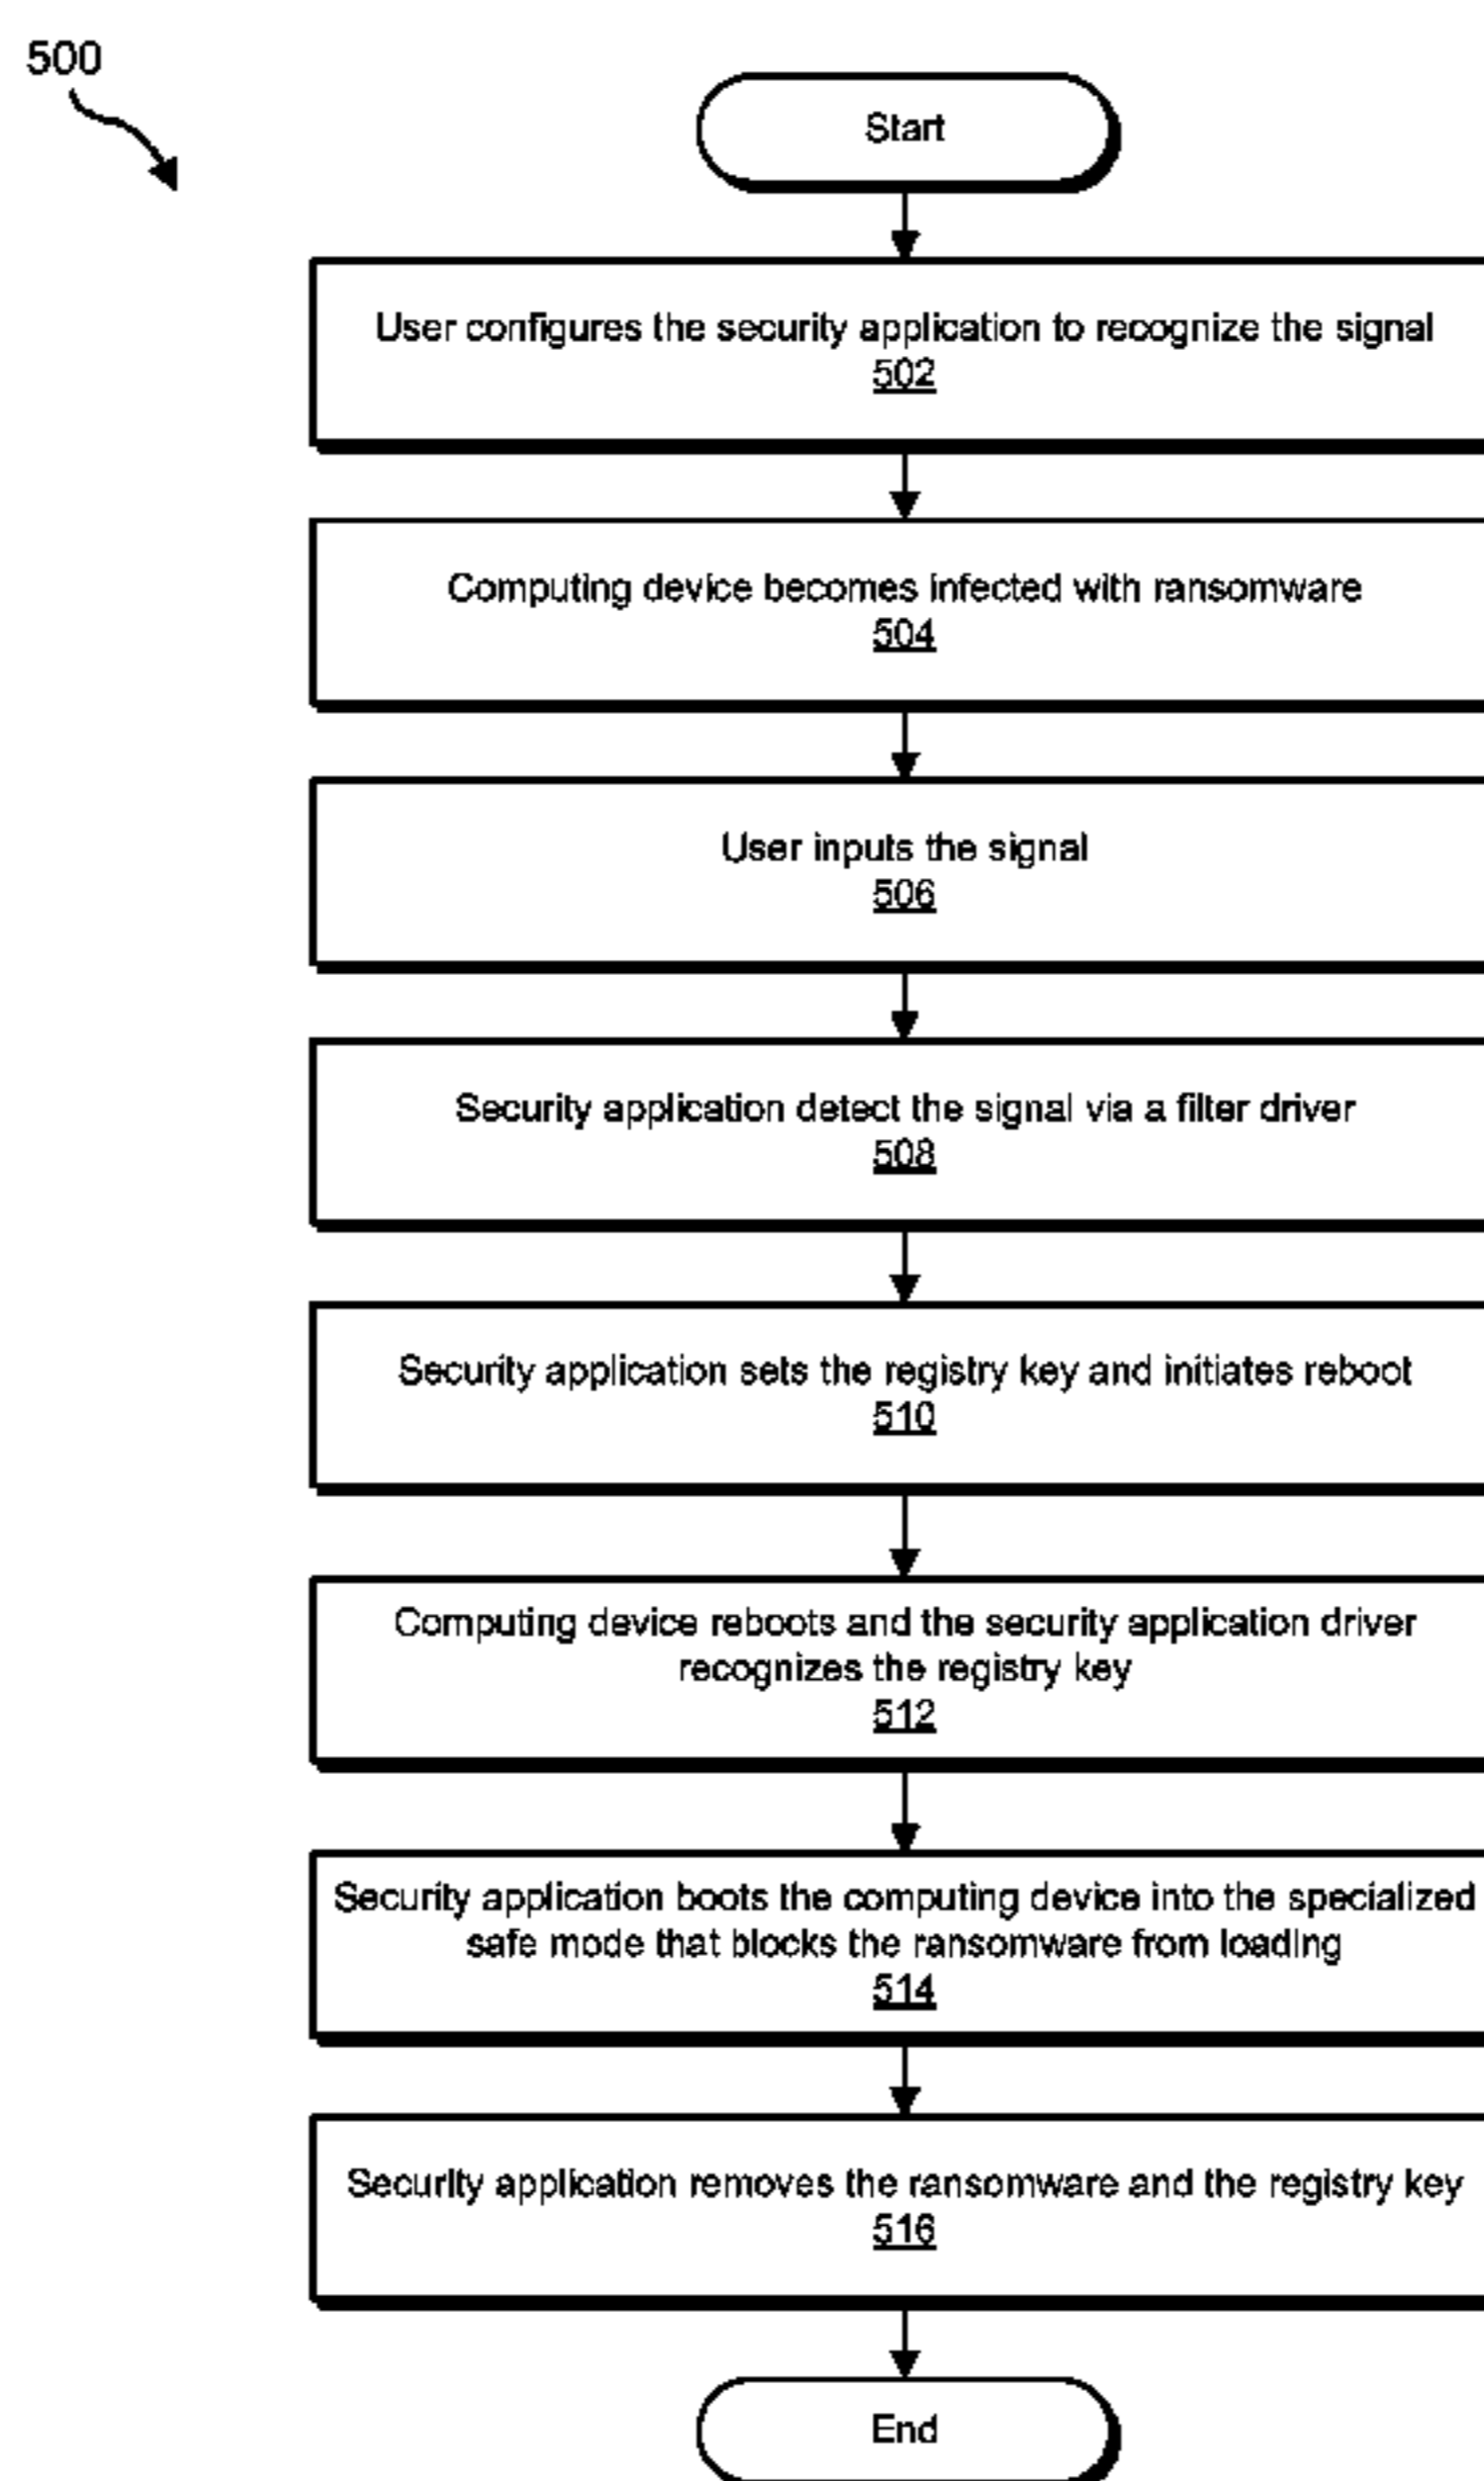 500
Start
User configures the security application to recognize the signal
502
Computing device becomes infected with ransomware
504
User inputs the signal
506
Security application detect the signal via a filter driver
508
Security application sets the registry key and initiates reboot
510
Computing device reboots and the security application driver
recognizes the registry key
512
Security application boots the computing device into the specialized
safe mode that blocks the ransomware from loading
514
Security application removes the ransomware and the registry key
516
End